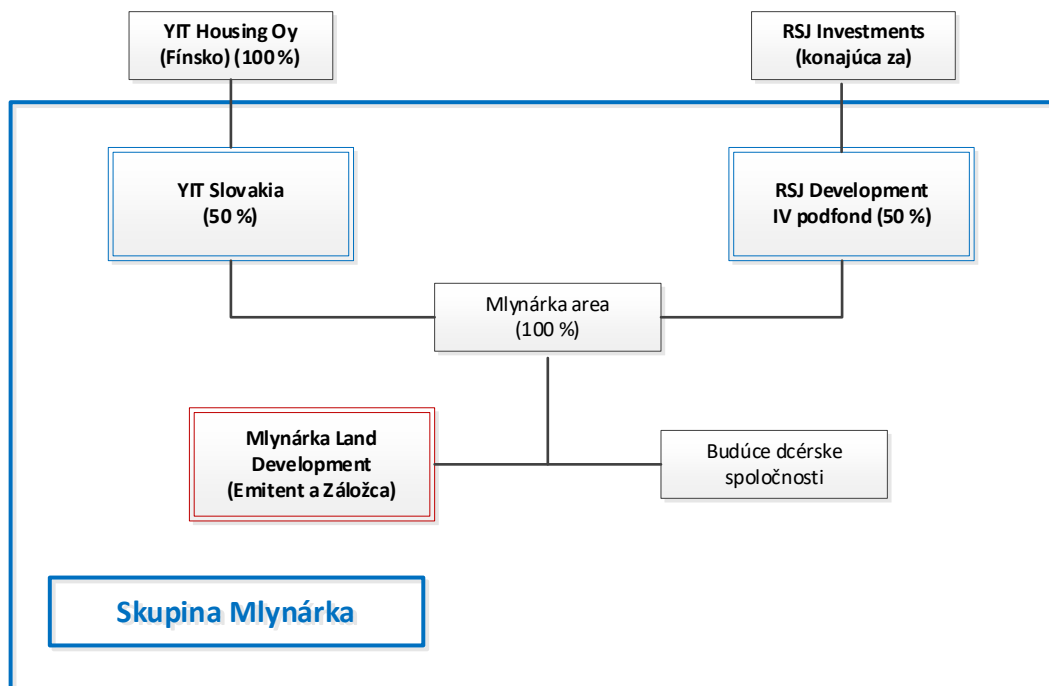 YIT Housing Oy
(Fínsko) (100 %)
RSJ Investments
(konajúca za)
YIT Slovakia
(50 %)
RSJ Development
IV podfond (50 %)
Mlynárka area
(100 %)
Mlynárka Land
Development
(Emitent a Záložca)
Budúce dcérske
spoločnosti
Skupina Mlynárka